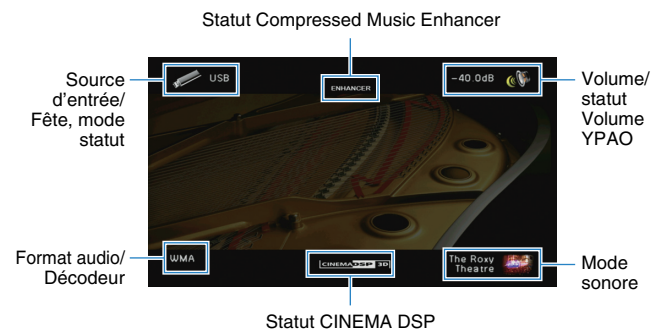 Statut Compressed Music Enhancer
Source
d'entrée/
Fête, mode
statut
USB
ENHANCER
-40.0dB
Volume/
statut
Volume
YPAO
Format audio/
Décodeur
WMA
CINEMA DSP 3D
The Roxy
Theatre
Mode
sonore
Statut CINEMA DSP